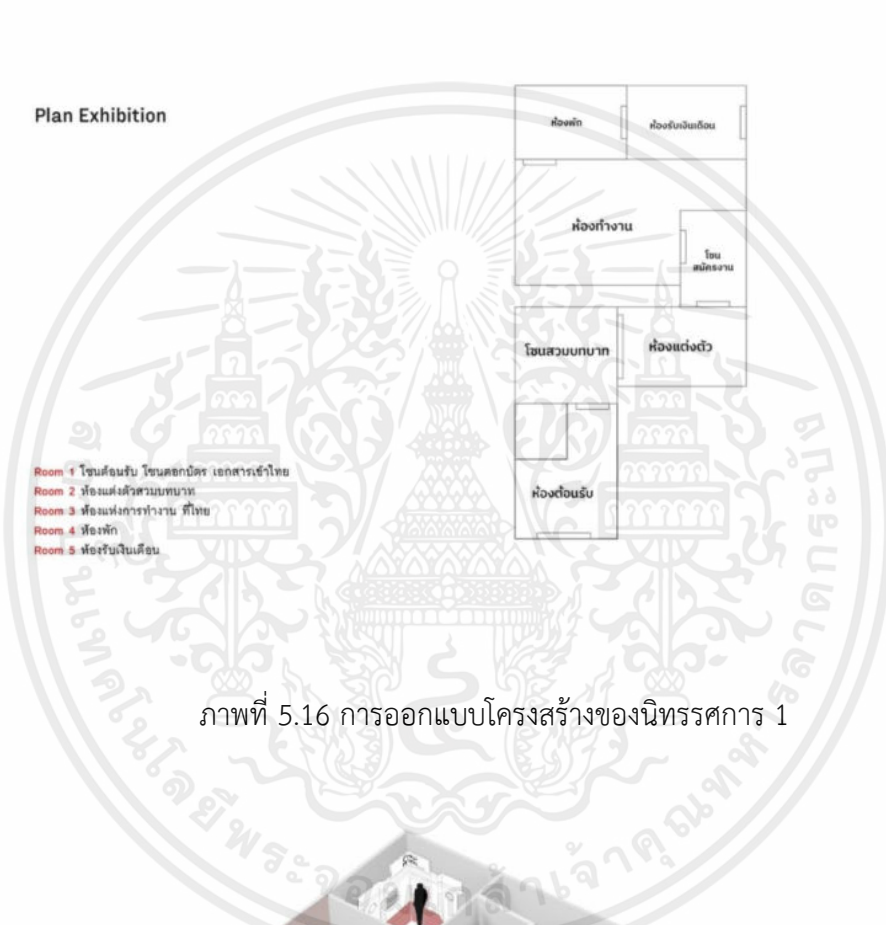 Plan Exhibition
ห้องพัก
ห้องรับเงินเดือน
ห้องทำงาน
โซน
สมัครงาน
โซนสวมบทบาท
ห้องแต่งตัว
ห้องต้อนรับ
Room 1 โซนต้อนรับ โซนตอกบัตร เอกสารเข้าไทย
Room 2 ห้องแต่งตัวสวมบทบาท
Room 3 ห้องแห่งการทำงาน ที่ไทย
Room 4 ห้องพัก
Room 5 ห้องรับเงินเดือน
ภาพที่ 5.16 การออกแบบโครงสร้างของนิทรรศการ 1